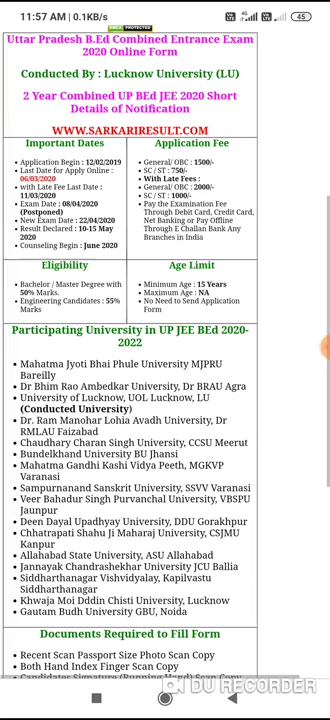 11:57 AM | 0.1KB/s
45
PROTECTED
Uttar Pradesh B.Ed Combined Entrance Exam
2020 Online Form
Conducted By : Lucknow University (LU)
2 Year Combined UP BEd JEE 2020 Short
Details of Notification
WWW.SARKARIRESULT.COM
Important Dates
• Application Begin : 12/02/2019
• Last Date for Apply Online :
06/03/2020
• with Late Fee Last Date :
11/03/2020
• Exam Date : 08/04/2020
(Postponed)
• New Exam Date : 22/04/2020
• Result Declared : 10-15 May
2020
• Counseling Begin : June 2020
Application Fee
• General/ OBC : 1500/-
• SC / ST : 750/-
• With Late Fees :
• General/ OBC : 2000/-
• SC / ST : 1000/-
• Pay the Examination Fee
Through Debit Card, Credit Card,
Net Banking or Pay Offline
Through E Challan Bank Any
Branches in India
Eligibility
• Bachelor / Master Degree with
50% Marks.
• Engineering Candidates : 55%
Marks
Age Limit
• Minimum Age : 15 Years
• Maximum Age : NA
• No Need to Send Application
Form
Participating University in UP JEE BEd 2020-
2022
• Mahatma Jyoti Bhai Phule University MJPRU
Bareilly
• Dr Bhim Rao Ambedkar University, Dr BRAU Agra
• University of Lucknow, UOL Lucknow, LU
(Conducted University)
• Dr. Ram Manohar Lohia Avadh University, Dr
RMLAU Faizabad
• Chaudhary Charan Singh University, CCSU Meerut
• Bundelkhand University BU Jhansi
• Mahatma Gandhi Kashi Vidya Peeth, MGKVP
Varanasi
• Sampurnanand Sanskrit University, SSVV Varanasi
• Veer Bahadur Singh Purvanchal University, VBSPU
Jaunpur
• Deen Dayal Upadhyay University, DDU Gorakhpur
• Chhatrapati Shahu Ji Maharaj University, CSJMU
Kanpur
• Allahabad State University, ASU Allahabad
• Jannayak Chandrashekhar University JCU Ballia
• Siddharthanagar Vishvidyalay, Kapilvastu
Siddharthanagar
• Khwaja Moi Dddin Chisti University, Lucknow
• Gautam Budh University GBU, Noida
Documents Required to Fill Form
• Recent Scan Passport Size Photo Scan Copy
• Both Hand Index Finger Scan Copy
• Candidates Signature (Running Hand) Scan Copy
DU RECORDER